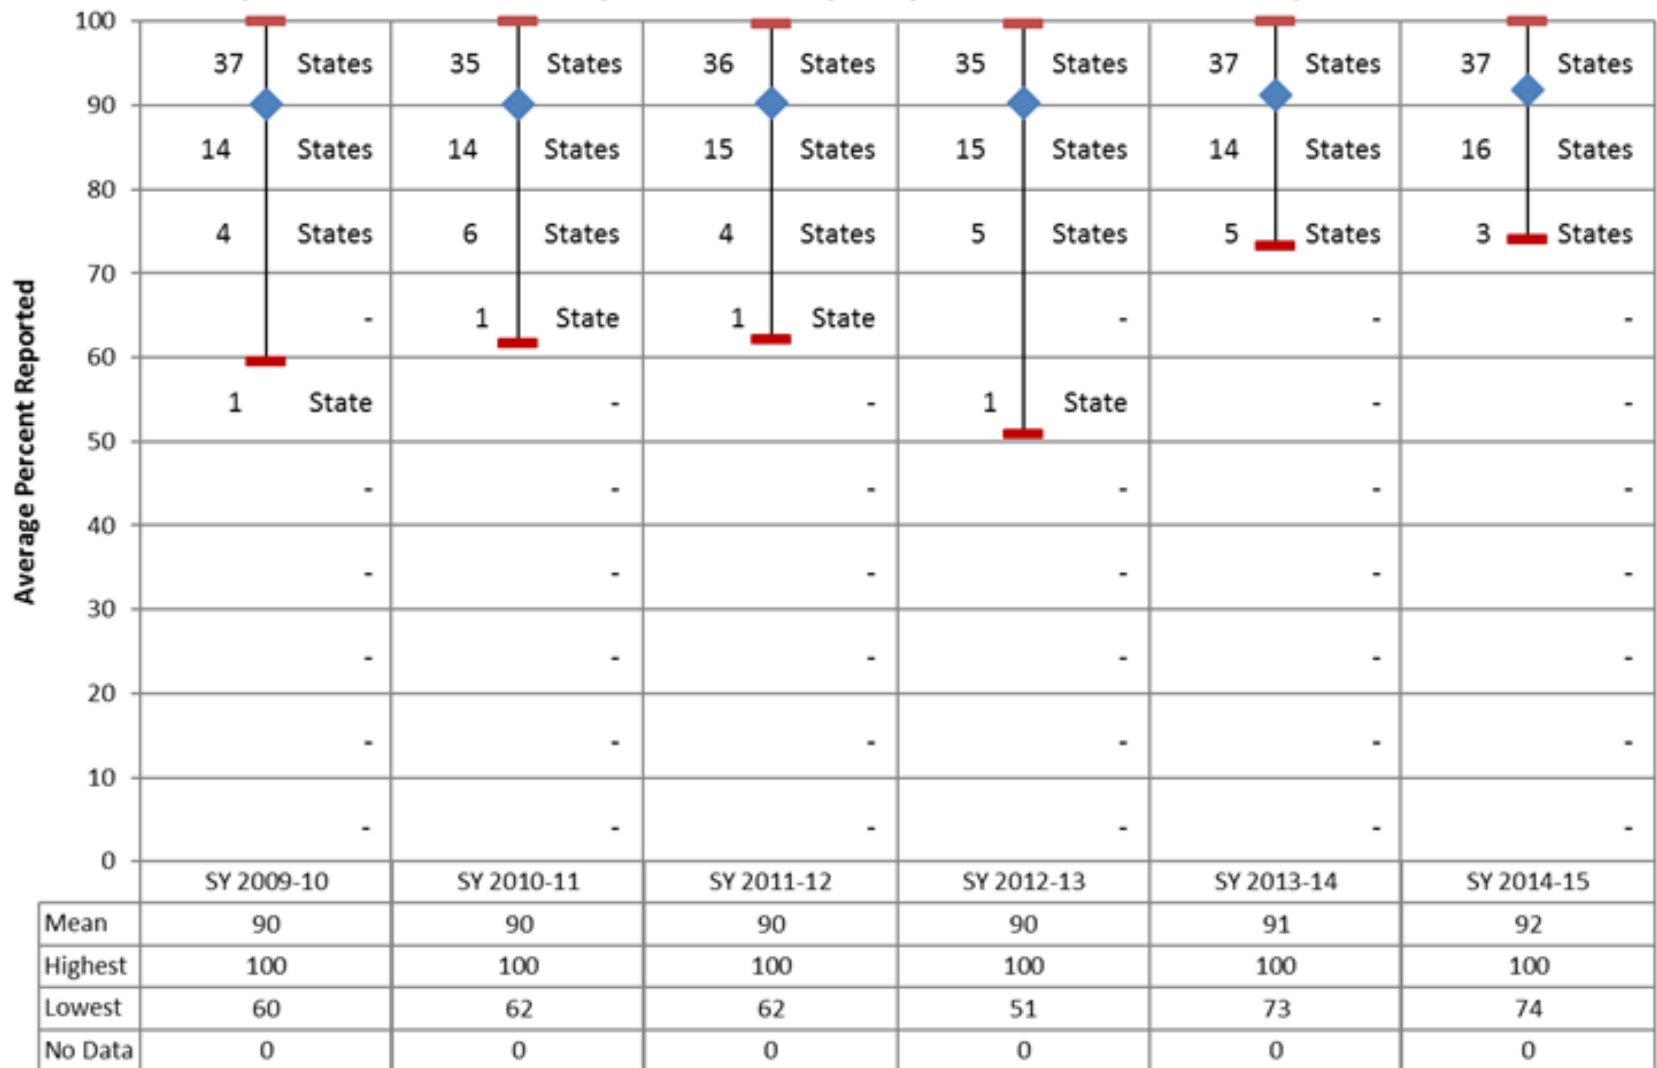 100
37 States 35 States 36 States 35 States 37 States 37 States
90
14 States 14 States 15 States 15 States 14 States 16 States
80
4 States 6 States 4 States 5 States 5 States 3 States
70
- 1 State 1 State - - -
60
1 State - - 1 State - -
50
- - - - - -
40
- - - - - -
30
- - - - - -
20
- - - - - -
10
- - - - - -
0
Average Percent Reported
SY 2009-10 SY 2010-11 SY 2011-12 SY 2012-13 SY 2013-14 SY 2014-15
Mean 90 90 90 90 91 92
Highest 100 100 100 100 100 100
Lowest 60 62 62 51 73 74
No Data 0 0 0 0 0 0